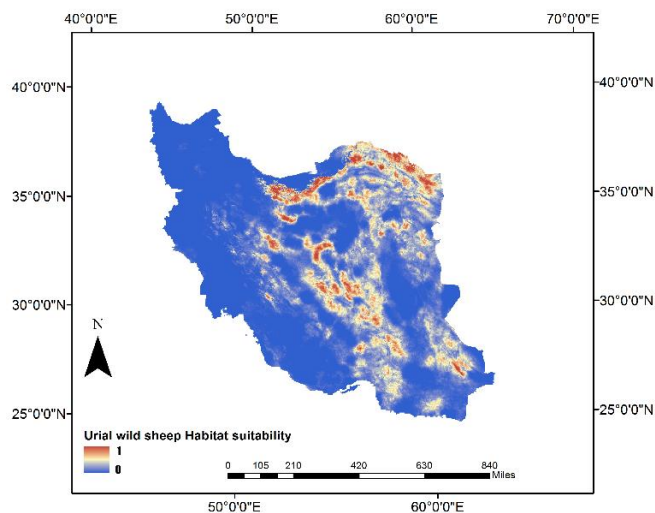 40°0'0"E 50°0'0"E 60°0'0"E 70°0'0"E
40°0'0"N 40°0'0"N
35°0'0"N 35°0'0"N
30°0'0"N 30°0'0"N
N
25°0'0"N 25°0'0"N
Urial wild sheep Habitat suitability
1
0
0 105 210 420 630 840
Miles
50°0'0"E 60°0'0"E